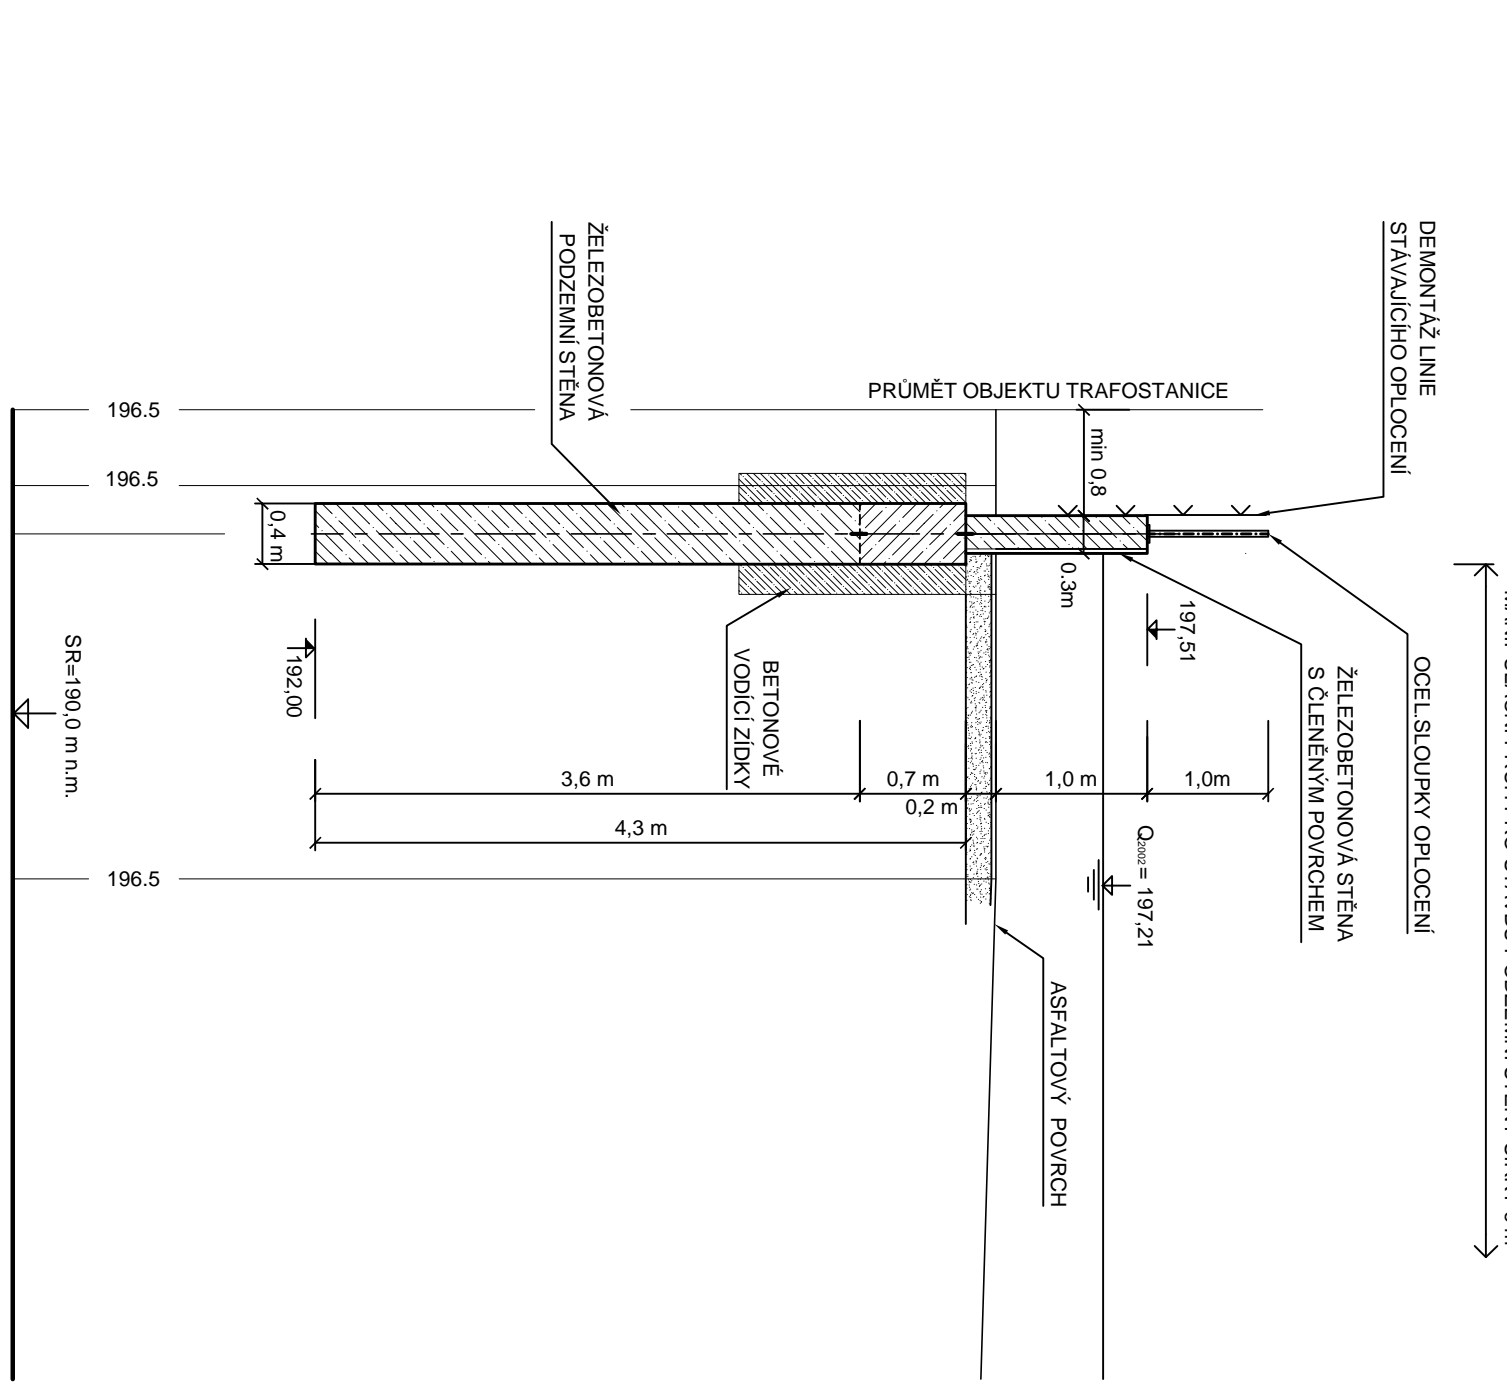 DEMONTÁŽ LINIE
STÁVAJÍCÍHO OPLOCENÍ
ŽELEZOBETONOVÁ
PODZEMNÍ STĚNA
PRŮMĚT OBJEKTU TRAFOSTANICE
196.5
196.5
min 0,8
0.3m
0,4 m
197,51
192,00
OCEL.SLOUPKY OPLOCENÍ
ŽELEZOBETONOVÁ STĚNA
S ČLENĚNÝM POVRCHEM
BETONOVÉ
VODÍCÍ ZÍDKY
SR=190,0 m n.m.
3,6 m
0,7 m
0,2 m
1,0 m
1,0m
4,3 m
Q2002 = 197,21
196.5
ASFALTOVÝ POVRCH